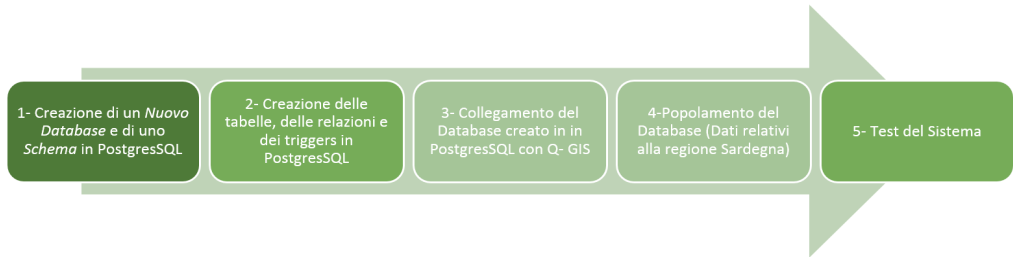 1- Creazione di un Nuovo
Database e di uno
Schema in PostgresSQL
2- Creazione delle
tabelle, delle relazioni e
dei triggers in
PostgresSQL
3- Collegamento del
Database creato in in
PostgresSQL con Q- GIS
4-Popolamento del
Database (Dati relativi
alla regione Sardegna)
5- Test del Sistema